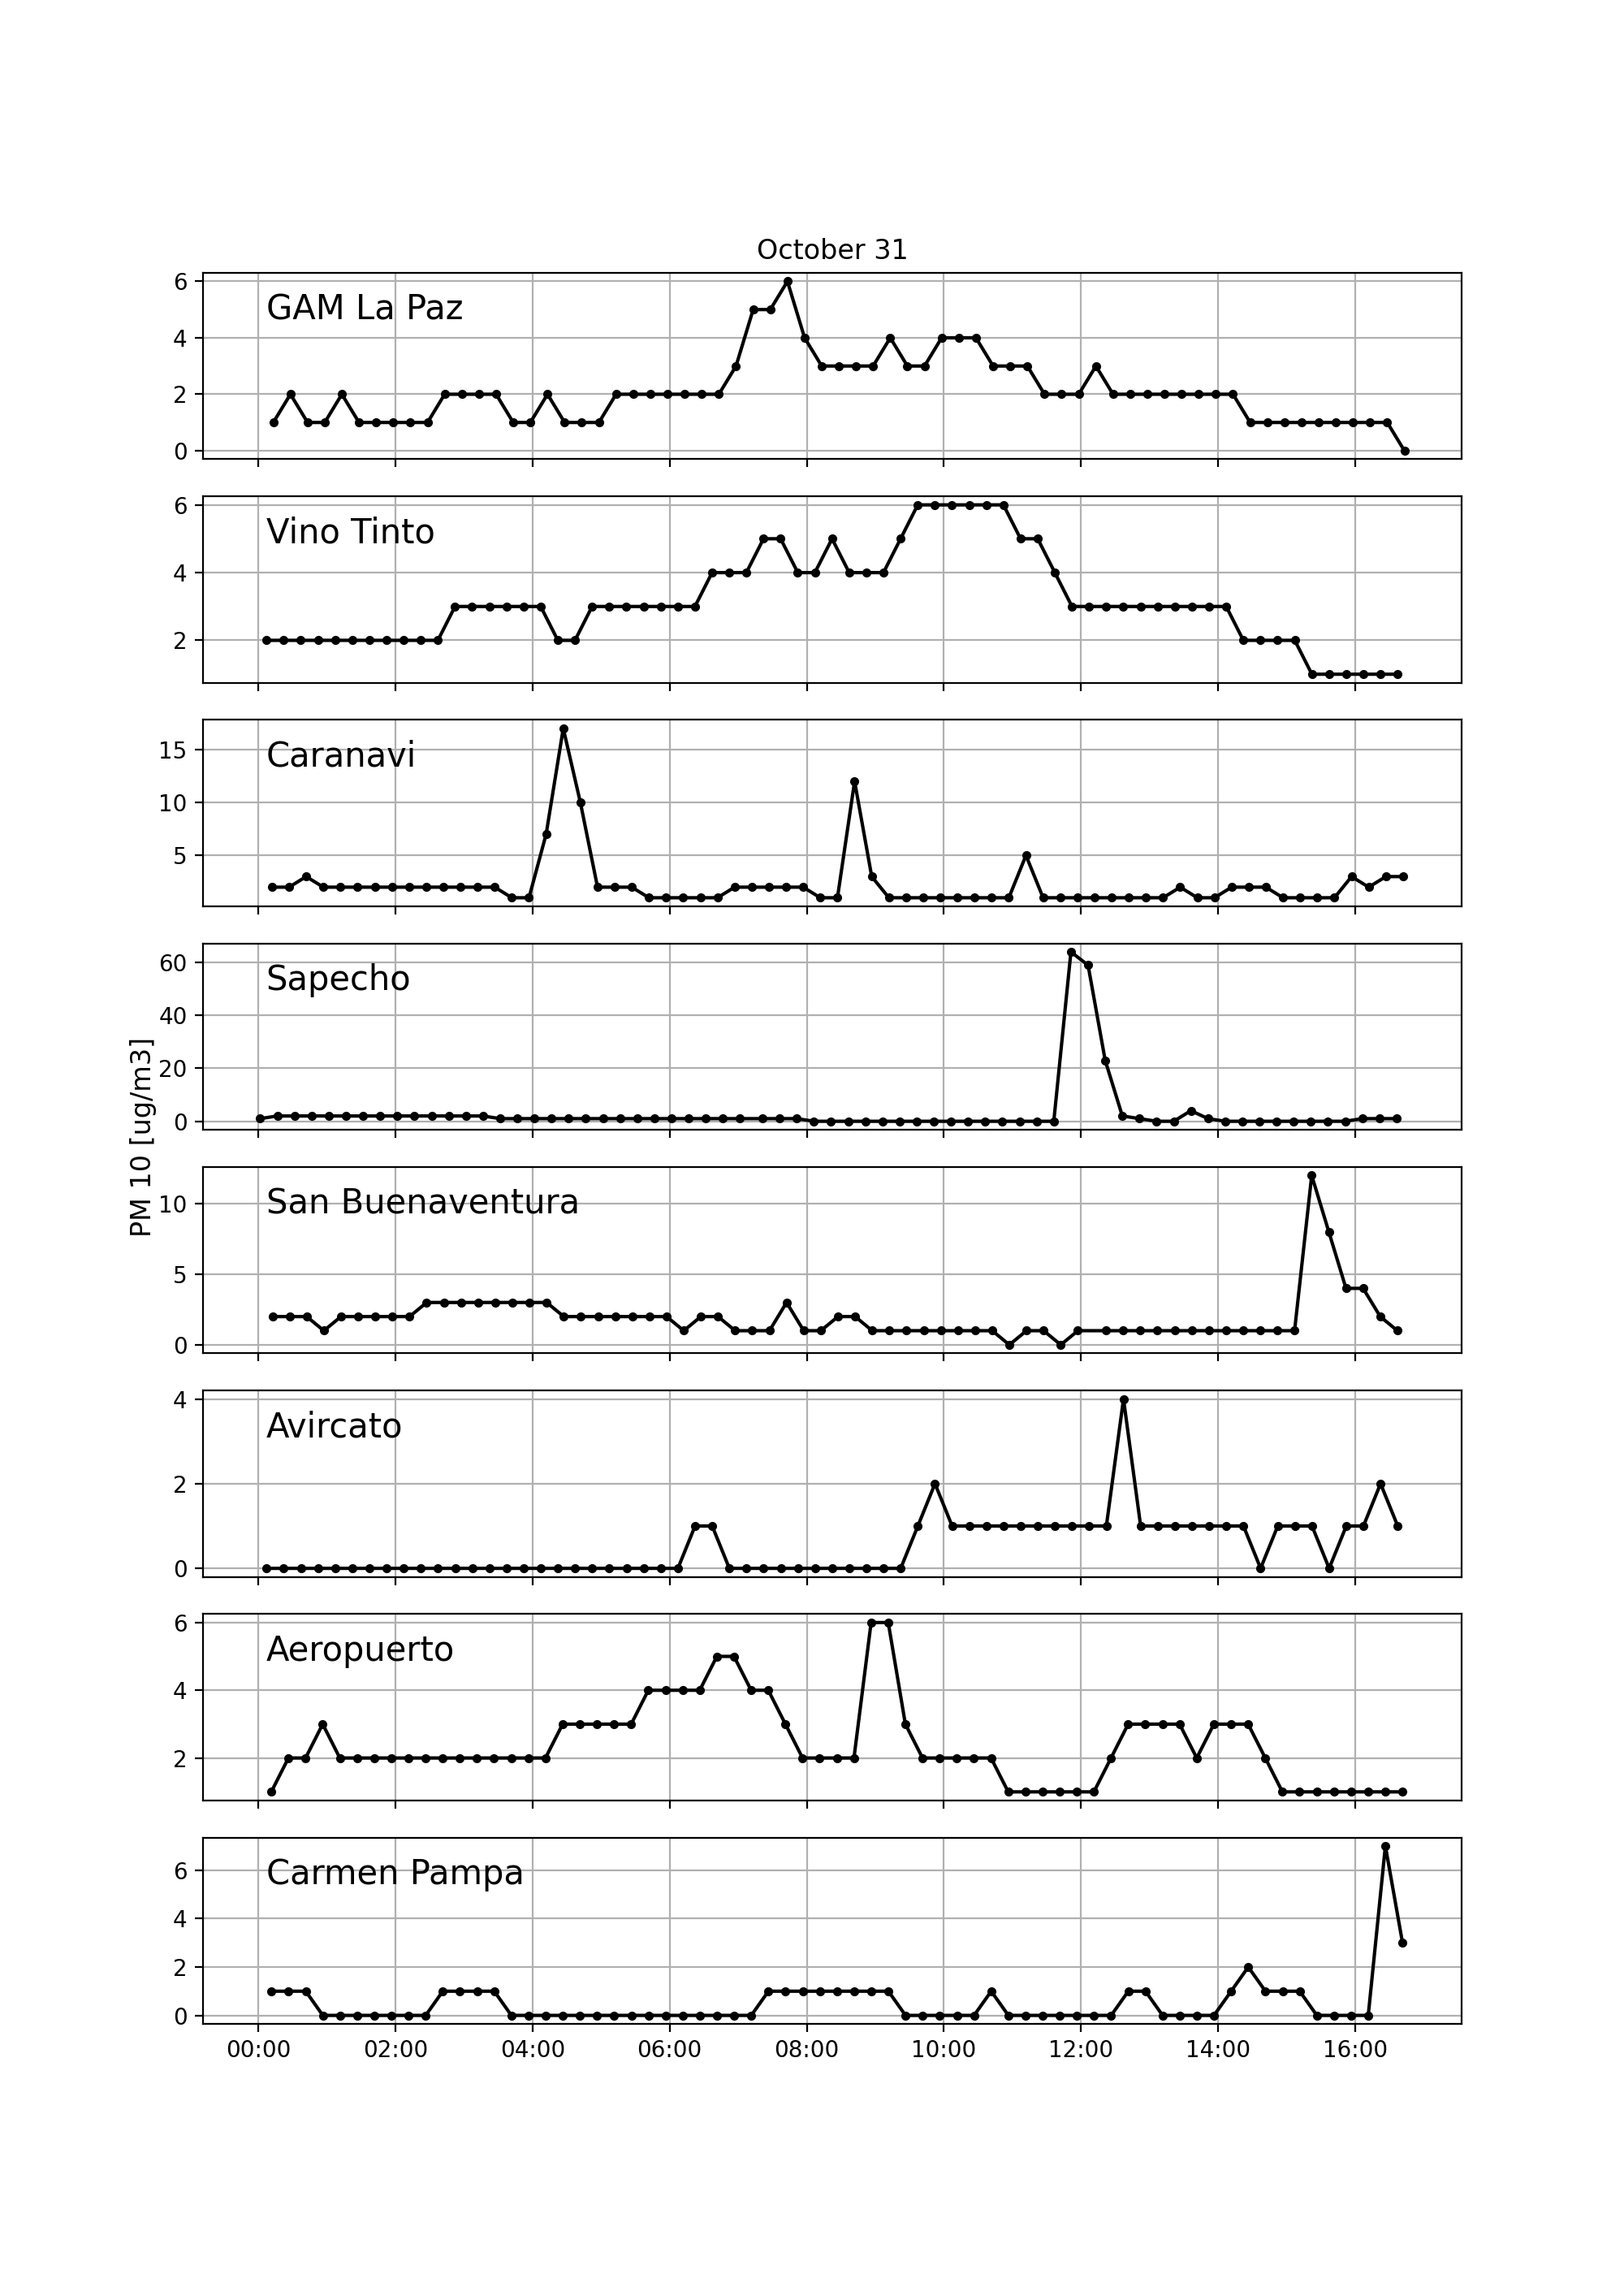 October 31
PM 10 [ug/m3]
GAM La Paz
6
4
2
0
Vino Tinto
6
4
2
Caranavi
15
10
5
Sapecho
60
40
20
0
San Buenaventura
10
5
0
Avircato
4
2
0
Aeropuerto
6
4
2
Carmen Pampa
6
4
2
0
00:00 02:00 04:00 06:00 08:00 10:00 12:00 14:00 16:00